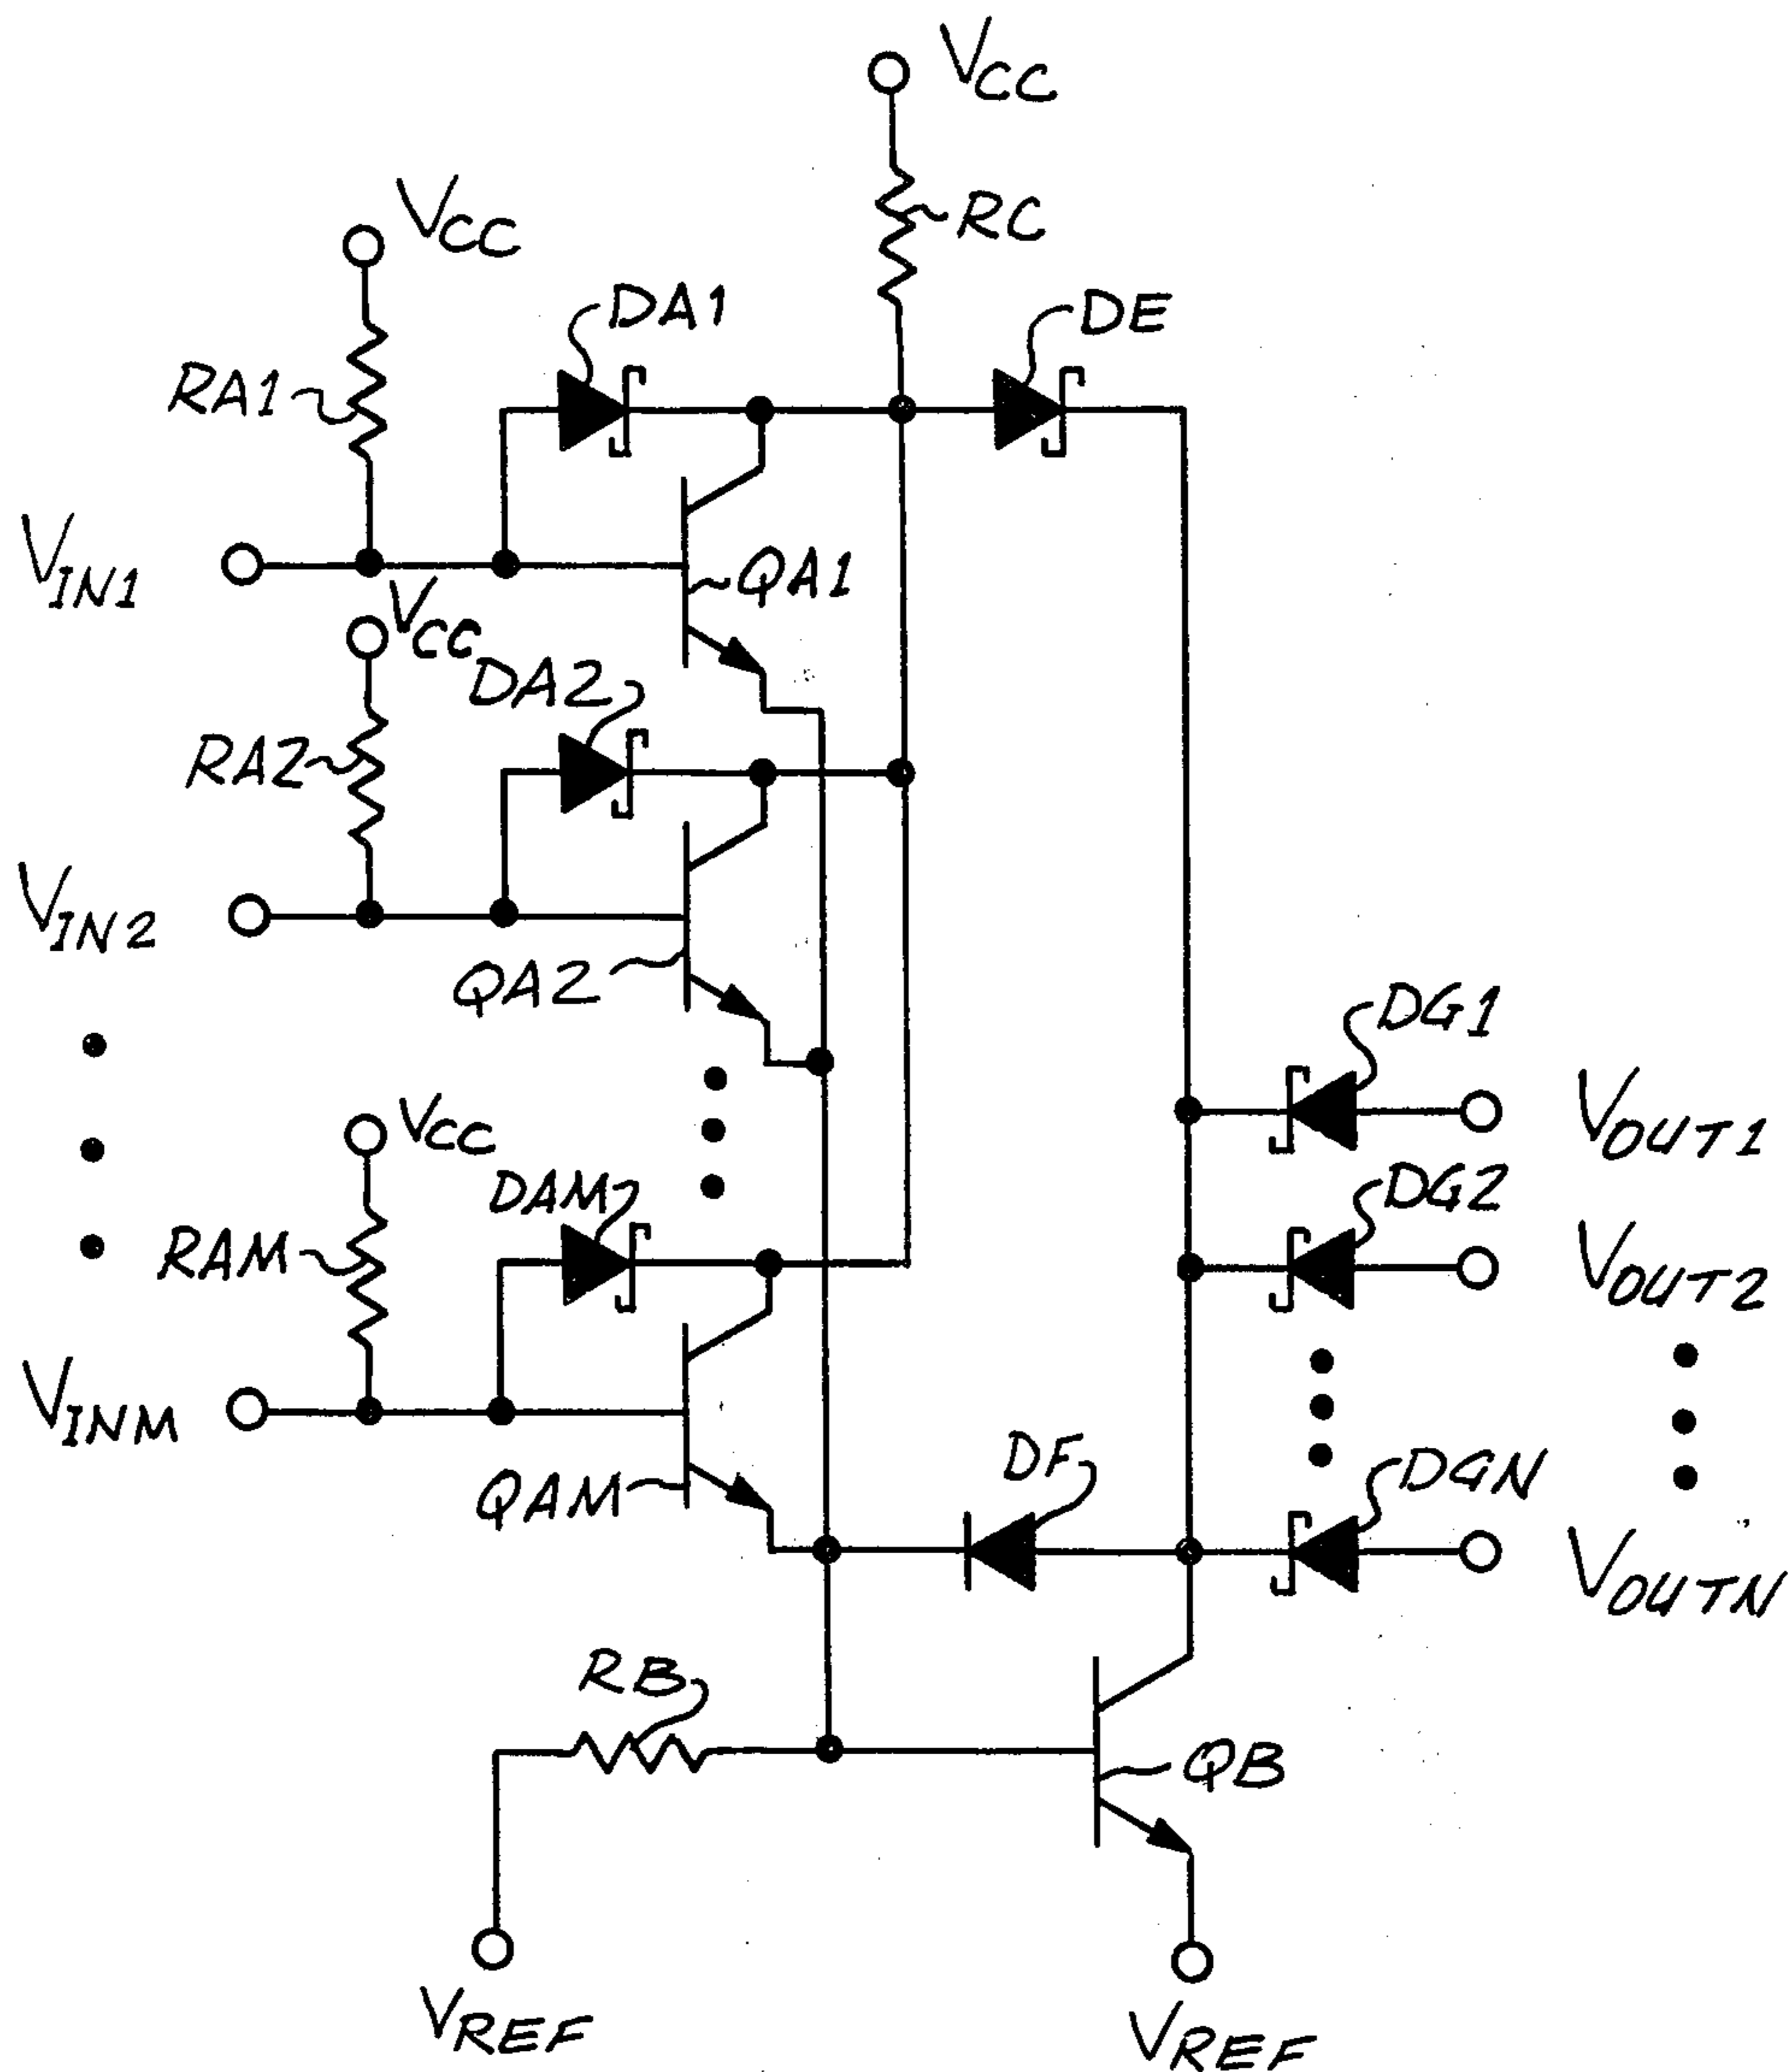 VCC
VCC
RC
DA1
DE
RA1
VIN1
QA1
VCC
DA2
RA2
VIN2
QA2
DG1
VOUT1
VCC
DAM
DG2
RAM
VOUT2
VINM
QAM
DF
DGN
VOUTN
RB
QB
VREF
VREF